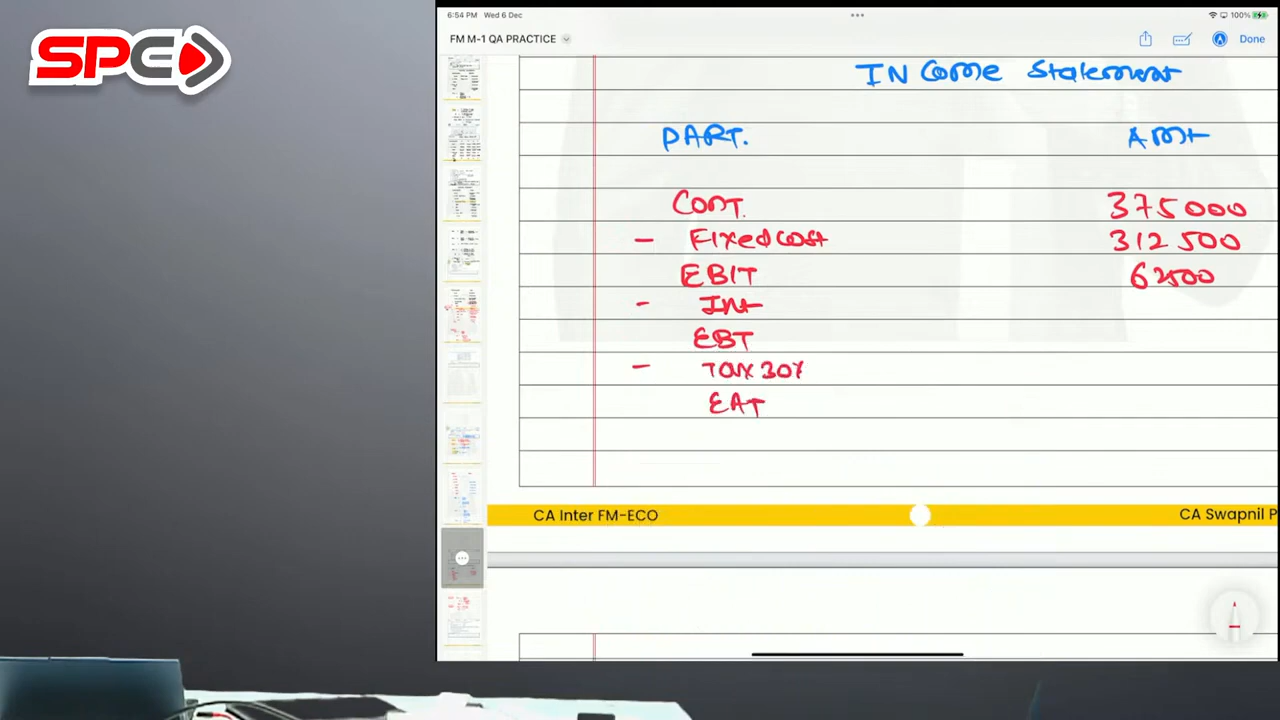 SPE
6:54 PM Wed 6 Dec
100%
FM M-1 QA PRACTICE
Done
INCome Statement
PART. AMt
CONT. 375000
- Fixed cost 312500
EBIT 62500
- INt
EBT
- Tax 30%
EAT
CA Inter FM-ECO
CA Swapnil P